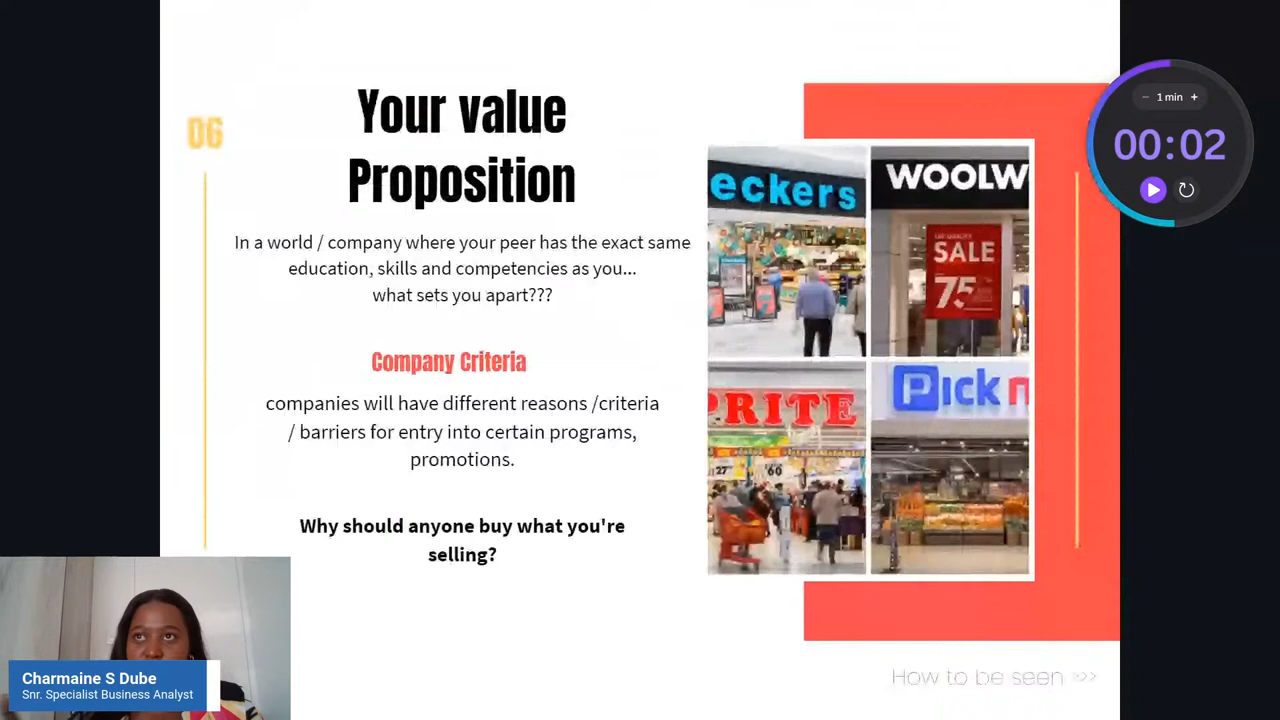 06
Your value
Proposition
In a world / company where your peer has the exact same
education, skills and competencies as you...
what sets you apart???
Company Criteria
companies will have different reasons /criteria
/ barriers for entry into certain programs,
promotions.
Why should anyone buy what you're
selling?
eckers
WOOLW
SALE
75
PRITE
27
60
Pick n
How to be seen >>>
− 1 min +
00:02
Charmaine S Dube
Snr. Specialist Business Analyst